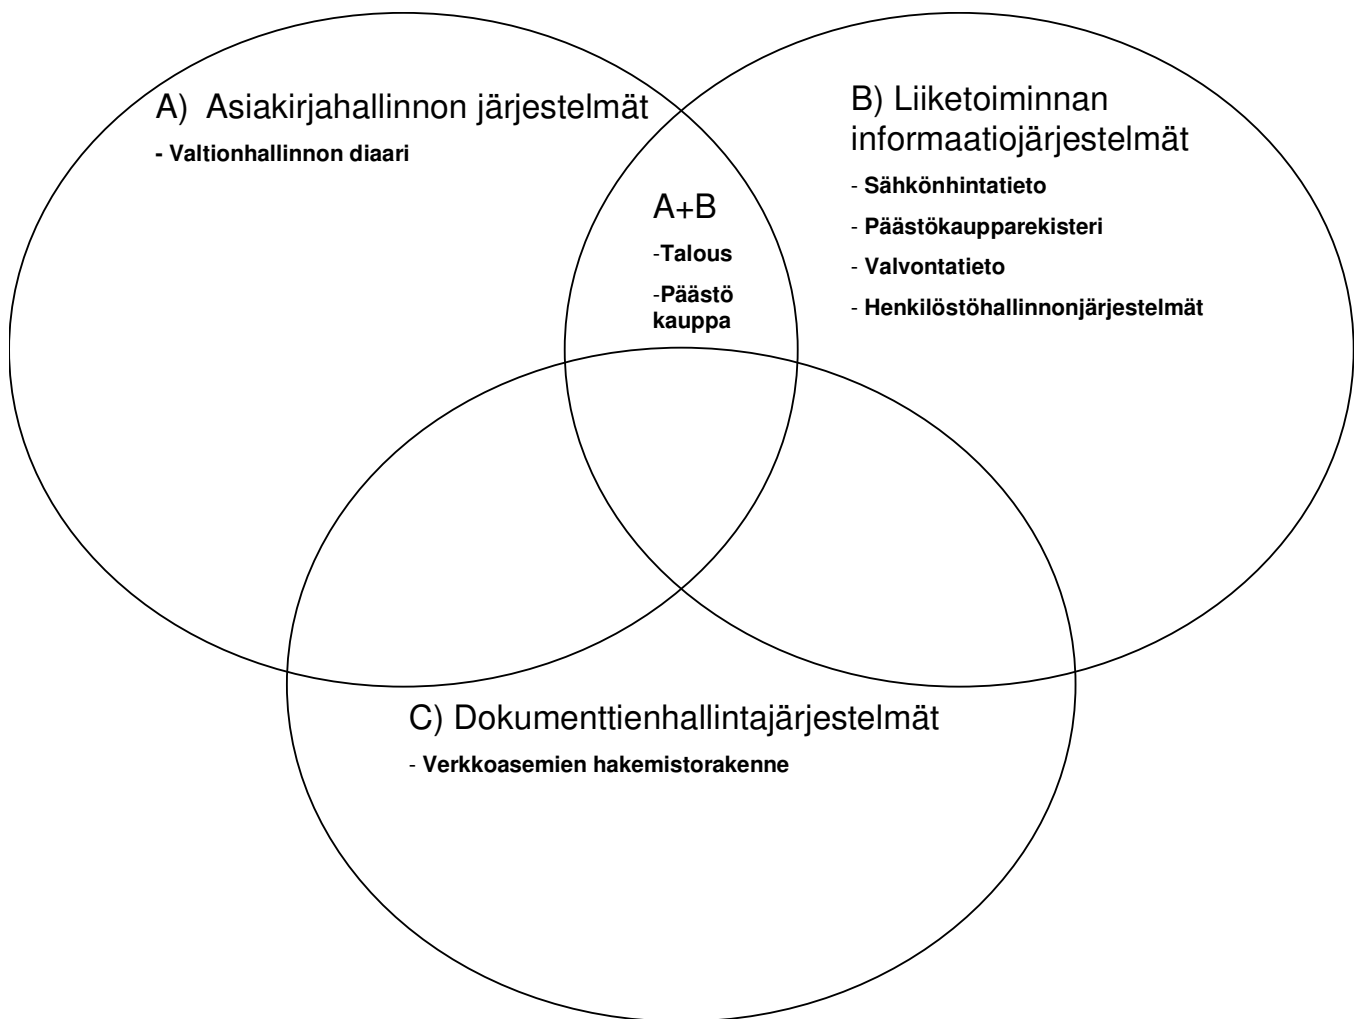 A) Asiakirjahallinnon järjestelmät
- Valtionhallinnon diaari
B) Liiketoiminnan
informaatiojärjestelmät
- Sähkönhintatieto
- Päästökaupparekisteri
- Valvontatieto
- Henkilöstöhallinnonjärjestelmät
A+B
-Talous
-Päästö
kauppa
C) Dokumenttienhallintajärjestelmät
- Verkkoasemien hakemistorakenne